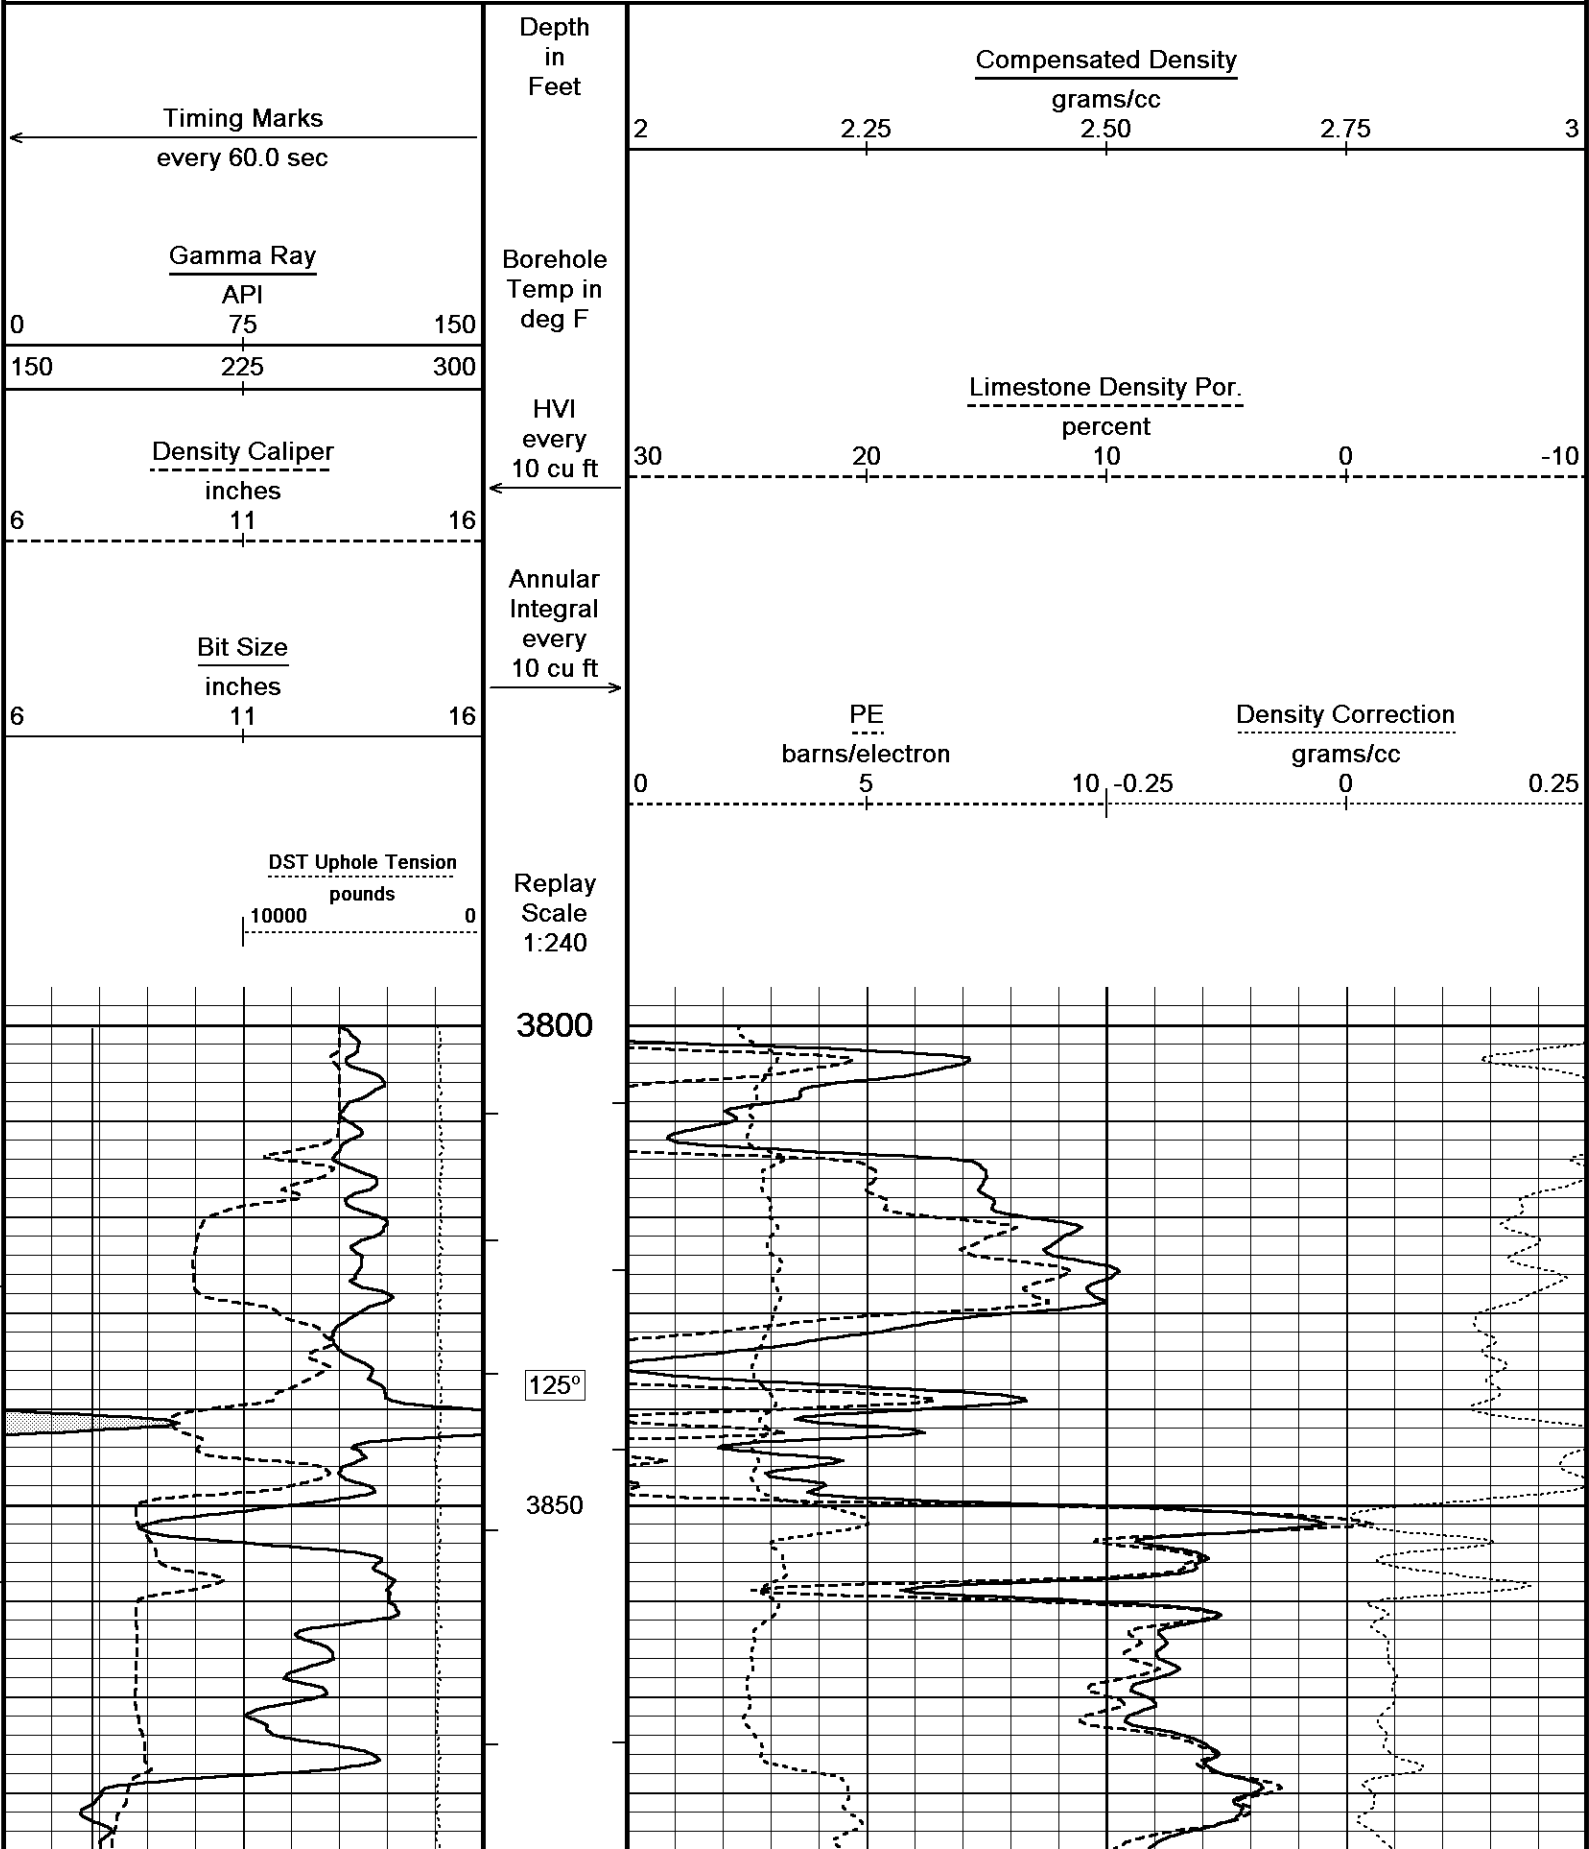 Timing Marks
every 60.0 sec
Gamma Ray
API
0 75 150
150 225 300
Density Caliper
inches
6 11 16
Bit Size
inches
6 11 16
DST Uphole Tension
pounds
10000 0
Depth
in
Feet
Borehole
Temp in
deg F
HVI
every
10 cu ft
Annular
Integral
every
10 cu ft
Replay
Scale
1:240
Compensated Density
grams/cc
2 2.25 2.50 2.75 3
Limestone Density Por.
percent
30 20 10 0 -10
PE
barns/electron
0 5 10
Density Correction
grams/cc
-0.25 0 0.25
3800
125°
3850